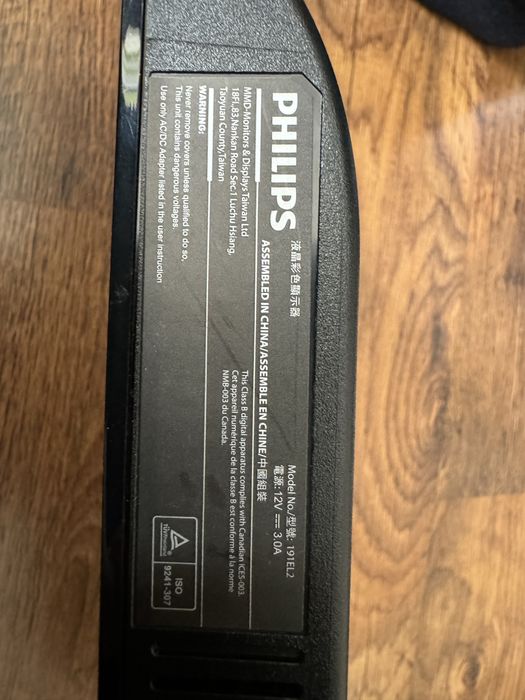 PHILIPS 液晶彩色顯示器
Model No./型號: 191EL2
電源: 12V ⎓ 3.0A
ASSEMBLED IN CHINA/ASSEMBLE EN CHINE/中國組裝
MMD-Monitors & Displays Taiwan Ltd
18Fl.,83,Nankan Road Sec.1 Luchu Hsiang,
Taoyuan County,Taiwan
This Class B digital apparatus complies with Canadian ICES-003.
Cet appareil numérique de la classe B est conforme à la norme
NMB-003 du Canada.
WARNING:
Never remove covers unless qualified to do so,
This unit contains dangerous voltages.
Use only AC/DC Adapter listed in the user instruction
TÜVRheinland
ISO
9241-307